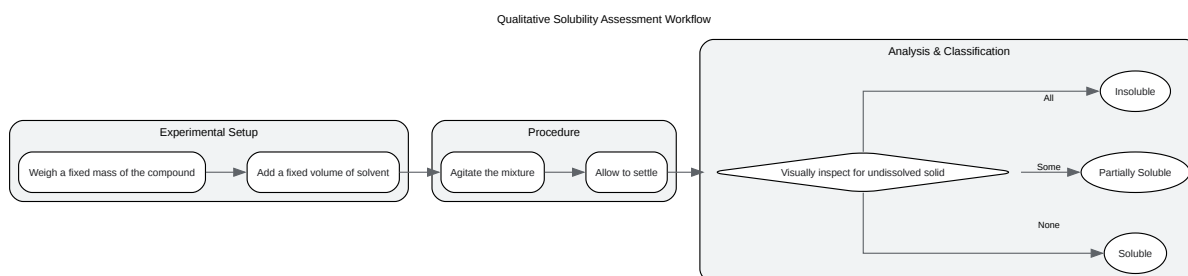 Qualitative Solubility Assessment Workflow
Experimental Setup
Weigh a fixed mass of the compound
Add a fixed volume of solvent
Procedure
Agitate the mixture
Allow to settle
Analysis & Classification
Visually inspect for undissolved solid
All
Insoluble
Some
Partially Soluble
None
Soluble